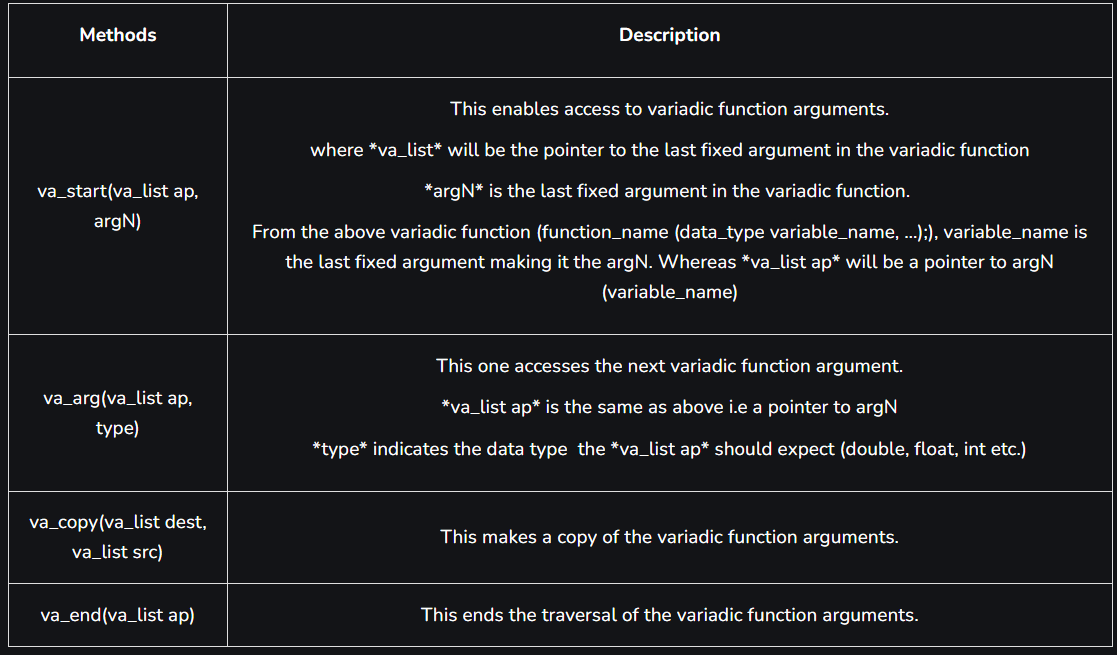 Methods
Description
va_start(va_list ap,
argN)
This enables access to variadic function arguments.
where *va_list* will be the pointer to the last fixed argument in the variadic function
*argN* is the last fixed argument in the variadic function.
From the above variadic function (function_name (data_type variable_name, ...);), variable_name is
the last fixed argument making it the argN. Whereas *va_list ap* will be a pointer to argN
(variable_name)
va_arg(va_list ap,
type)
This one accesses the next variadic function argument.
*va_list ap* is the same as above i.e a pointer to argN
*type* indicates the data type  the *va_list ap* should expect (double, float, int etc.)
va_copy(va_list dest,
va_list src)
This makes a copy of the variadic function arguments.
va_end(va_list ap)
This ends the traversal of the variadic function arguments.